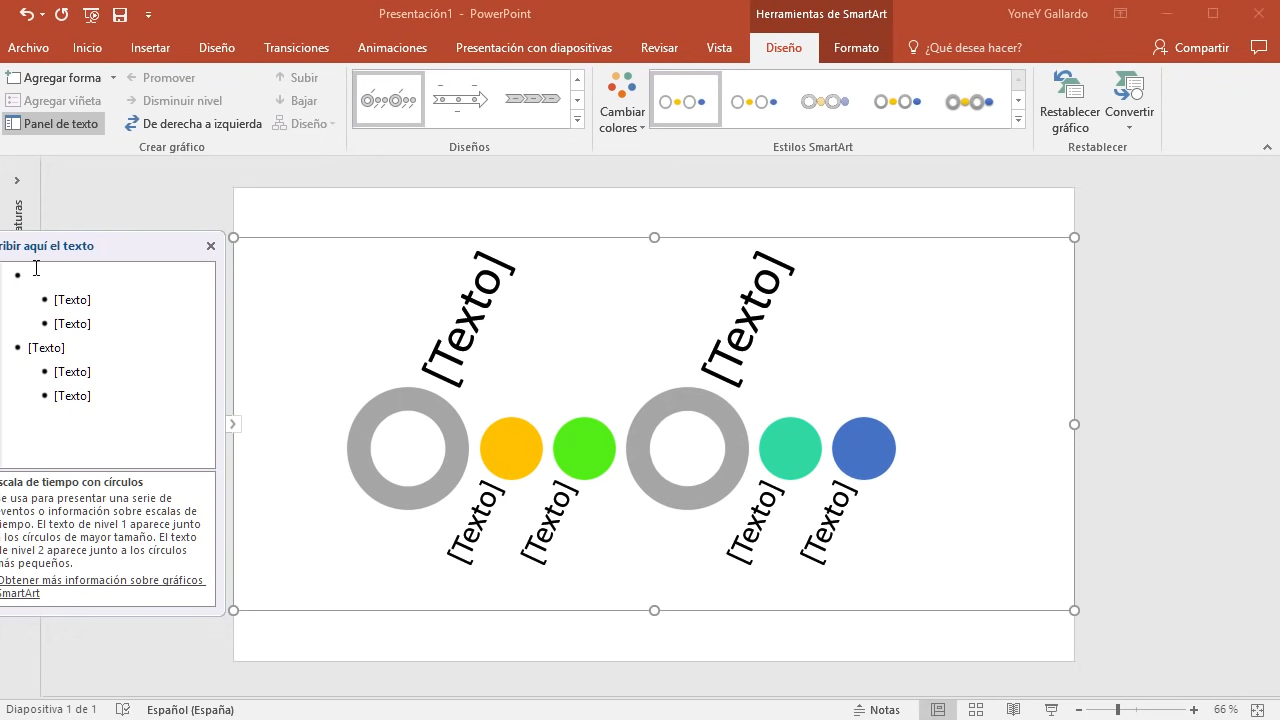 Presentación1 - PowerPoint
Herramientas de SmartArt
YoneY Gallardo
Archivo Inicio Insertar Diseño Transiciones Animaciones Presentación con diapositivas Revisar Vista Diseño Formato ¿Qué desea hacer? Compartir
Agregar forma
Agregar viñeta
Panel de texto
Promover
Disminuir nivel
De derecha a izquierda
Subir
Bajar
Diseño
Crear gráfico
Diseños
Cambiar
colores
Estilos SmartArt
Restablecer
gráfico
Convertir
Restablecer
aturas
ribir aquí el texto
[Texto]
[Texto]
[Texto]
[Texto]
[Texto]
scala de tiempo con círculos
e usa para presentar una serie de
ventos o información sobre escalas de
iempo. El texto de nivel 1 aparece junto
los círculos de mayor tamaño. El texto
e nivel 2 aparece junto a los círculos
más pequeños.
Obtener más información sobre gráficos
SmartArt
[Texto]
[Texto]
[Texto]
[Texto]
[Texto]
[Texto]
Diapositiva 1 de 1
Español (España)
Notas
66 %